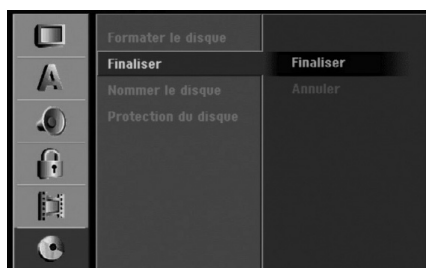 Formater le disque
Finaliser
Finaliser
Nommer le disque
Annuler
Protection du disque